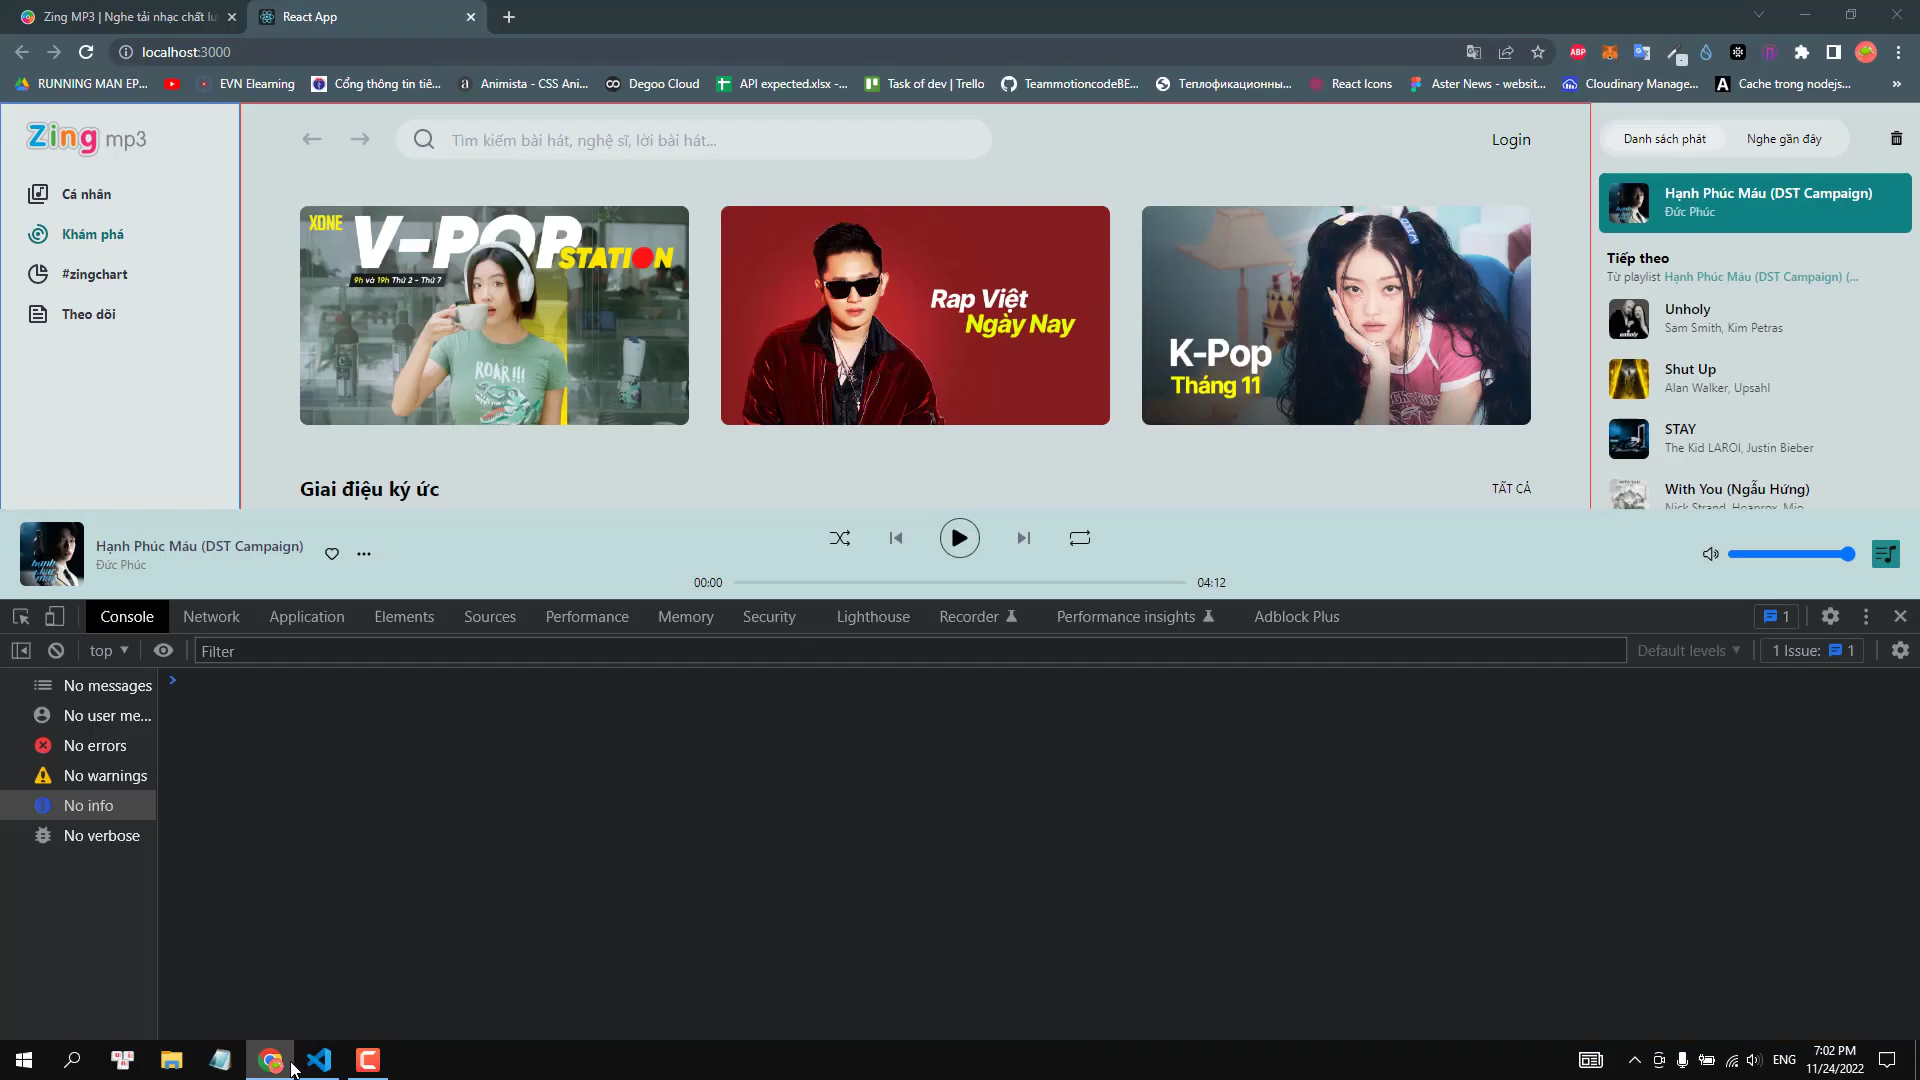 Zing MP3 | Nghe tải nhạc chất lu
React App
localhost:3000
RUNNING MAN EP...
EVN Elearning
Cổng thông tin tiê...
Animista - CSS Ani...
Degoo Cloud
API expected.xlsx -...
Task of dev | Trello
TeammotioncodeBE...
Теплофикационны...
React Icons
Aster News - websit...
Cloudinary Manage...
Cache trong nodejs...
»
Zing mp3
Tìm kiếm bài hát, nghệ sĩ, lời bài hát...
Login
Danh sách phát
Nghe gần đây
Cá nhân
Khám phá
#zingchart
Theo dõi
XONE
V-POP
STATION
9h và 19h Thứ 2 - Thứ 7
ROAR!!!
Rap Việt
Ngày Nay
K-Pop
Tháng 11
Hạnh Phúc Máu (DST Campaign)
Đức Phúc
Tiếp theo
Từ playlist Hạnh Phúc Máu (DST Campaign) (...
Unholy
Sam Smith, Kim Petras
Shut Up
Alan Walker, Upsahl
STAY
The Kid LAROI, Justin Bieber
With You (Ngẫu Hứng)
Nick Strand, Hoaprox, Mio
Giai điệu ký ức
TẤT CẢ
Hạnh Phúc Máu (DST Campaign)
Đức Phúc
00:00
04:12
Console
Network
Application
Elements
Sources
Performance
Memory
Security
Lighthouse
Recorder
Performance insights
Adblock Plus
1
top
Filter
Default levels
1 Issue:
1
No messages
No user me...
No errors
No warnings
No info
No verbose
ENG
7:02 PM
11/24/2022